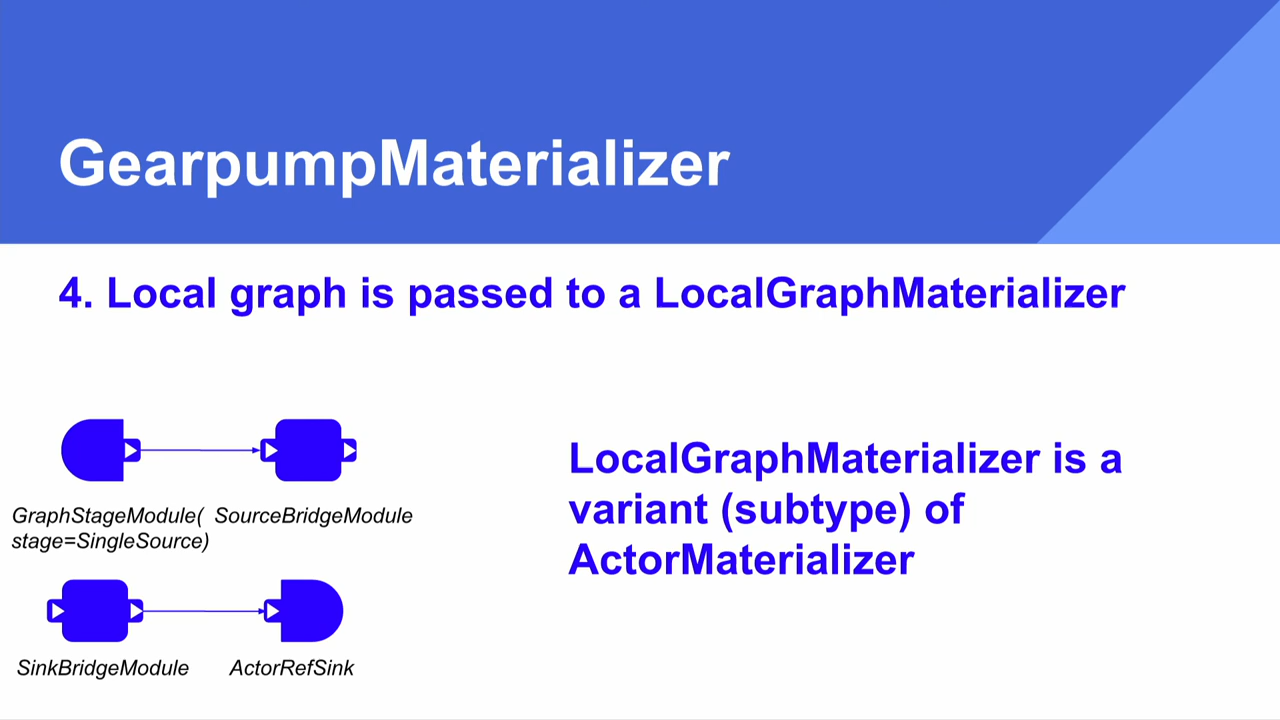 GearpumpMaterializer
4. Local graph is passed to a LocalGraphMaterializer
LocalGraphMaterializer is a
variant (subtype) of
ActorMaterializer
GraphStageModule(
stage=SingleSource)
SourceBridgeModule
SinkBridgeModule
ActorRefSink